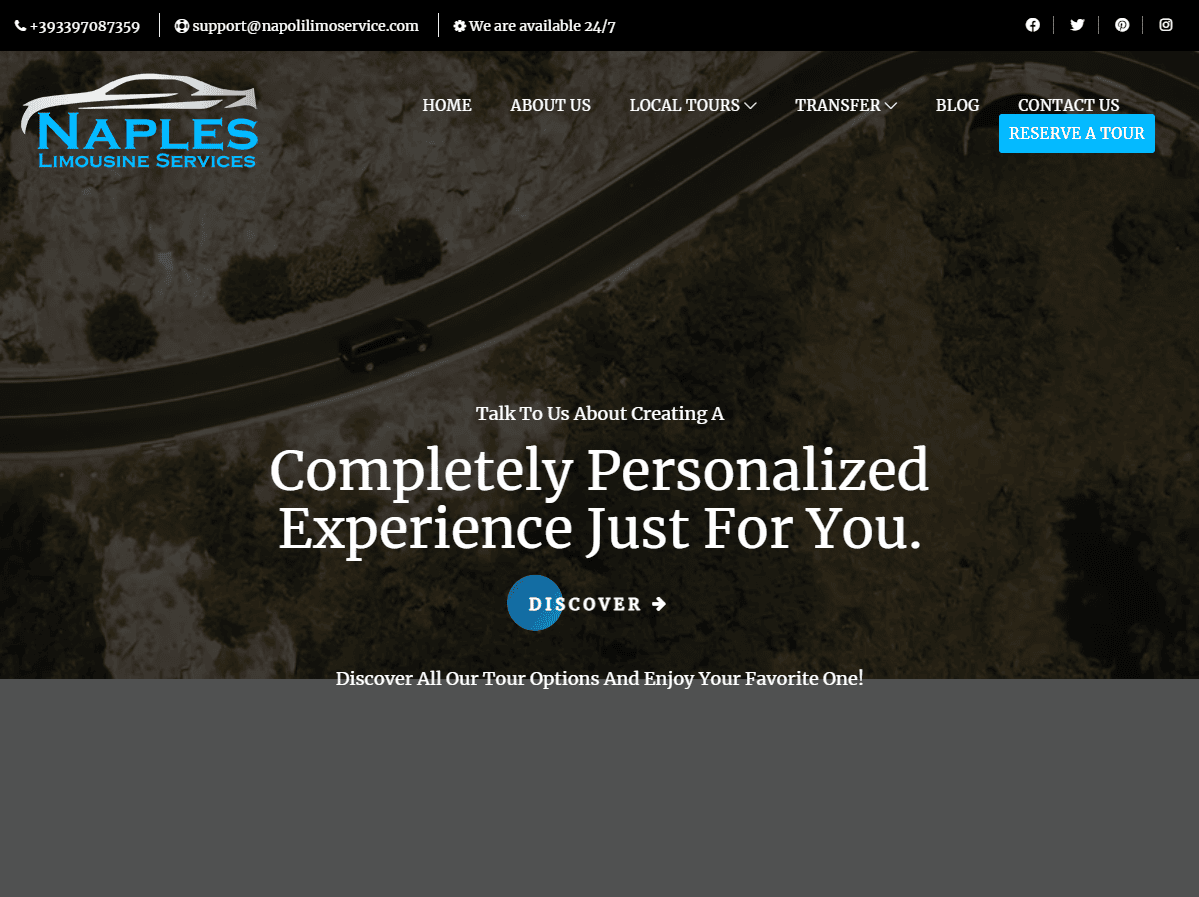 +393397087359 support@napolilimoservice.com We are available 24/7
NAPLES
LIMOUSINE SERVICES
HOME ABOUT US LOCAL TOURS TRANSFER BLOG CONTACT US
RESERVE A TOUR
Talk To Us About Creating A
Completely Personalized
Experience Just For You.
DISCOVER
Discover All Our Tour Options And Enjoy Your Favorite One!